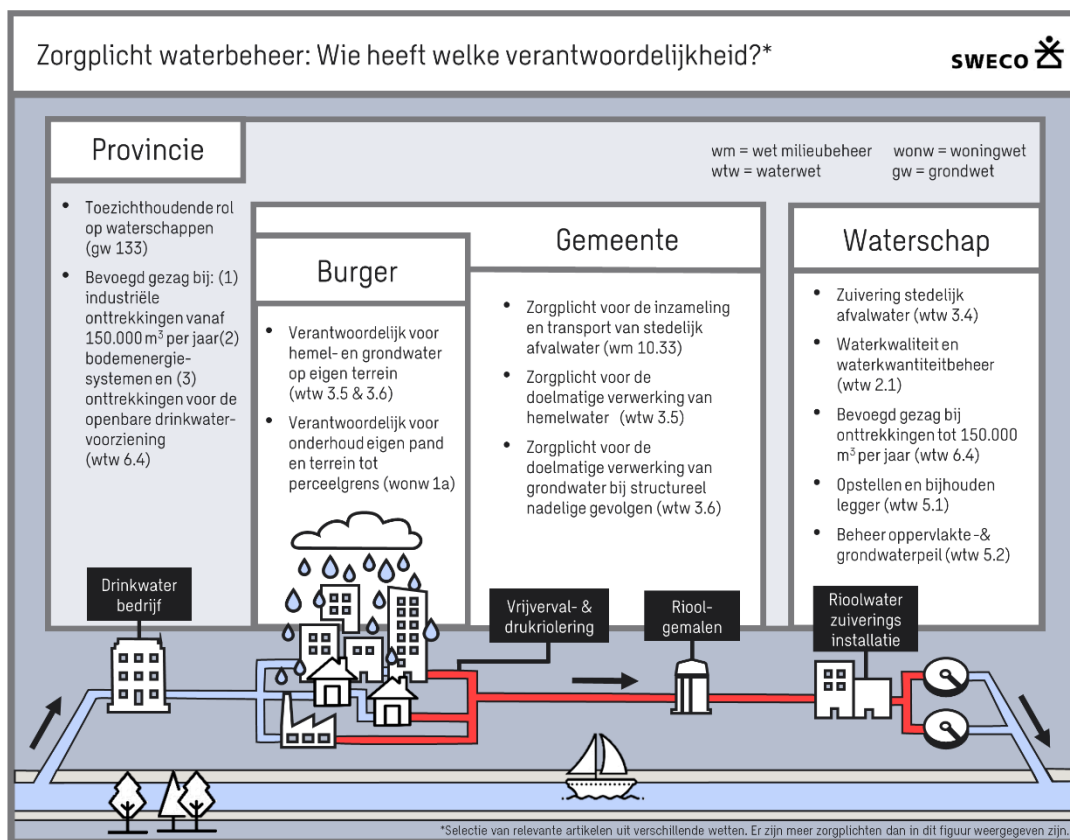 Zorgplicht waterbeheer: Wie heeft welke verantwoordelijkheid?*
SWECO
wm = wet milieubeheer
wonw = woningwet
wtw = waterwet
gw = grondwet
Provincie
• Toezichthoudende rol
op waterschappen
(gw 133)
• Bevoegd gezag bij: (1)
industriële
onttrekkingen vanaf
150.000 m³ per jaar(2)
bodemenergie-
systemen en (3)
onttrekkingen voor de
openbare drinkwater-
voorziening
(wtw 6.4)
Burger
• Verantwoordelijk voor
hemel- en grondwater
op eigen terrein
(wtw 3.5 & 3.6)
• Verantwoordelijk voor
onderhoud eigen pand
en terrein tot
perceelgrens (wonw 1a)
Gemeente
• Zorgplicht voor de inzameling
en transport van stedelijk
afvalwater (wm 10.33)
• Zorgplicht voor de
doelmatige verwerking van
hemelwater (wtw 3.5)
• Zorgplicht voor de
doelmatige verwerking van
grondwater bij structureel
nadelige gevolgen (wtw 3.6)
Waterschap
• Zuivering stedelijk
afvalwater (wtw 3.4)
• Waterkwaliteit en
waterkwantiteitbeheer
(wtw 2.1)
• Bevoegd gezag bij
onttrekkingen tot 150.000
m³ per jaar (wtw 6.4)
• Opstellen en bijhouden
legger (wtw 5.1)
• Beheer oppervlakte-&
grondwaterpeil (wtw 5.2)
Drinkwater
bedrijf
Vrijverval- &
drukriolering
Riool-
gemalen
Rioolwater
zuiverings
installatie
*Selectie van relevante artikelen uit verschillende wetten. Er zijn meer zorgplichten dan in dit figuur weergegeven zijn.